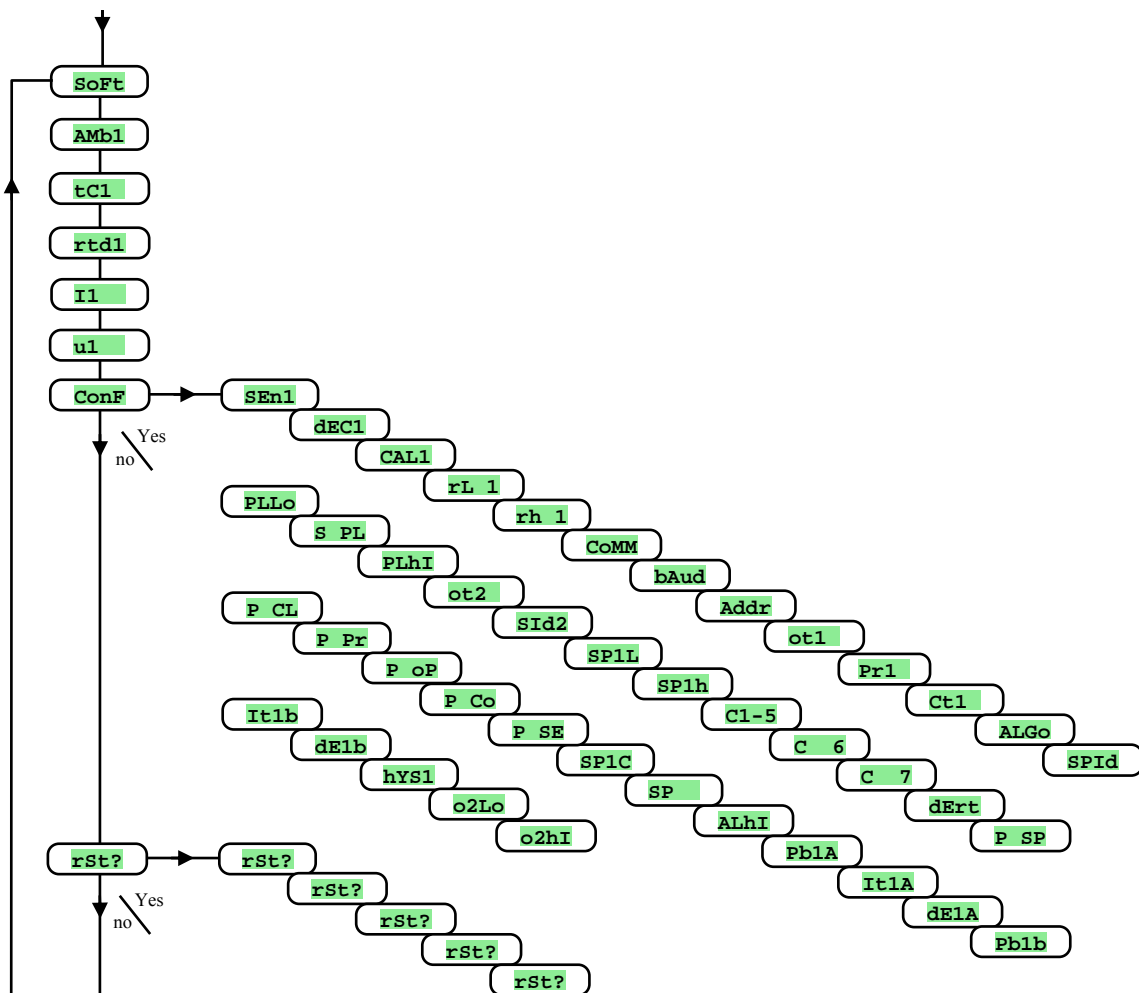 SoFt
AMb1
tC1
rtd1
I1
u1
ConF
Yes
no
SEn1
dEC1
CAL1
rL 1
rh 1
CoMM
bAud
Addr
ot1
Pr1
Ct1
ALGo
SPId
PLLo
S PL
PLhI
ot2
SId2
SP1L
SP1h
C1-5
C 6
C 7
dErt
P SP
P CL
P Pr
P oP
P Co
P SE
SP1C
SP
ALhI
Pb1A
It1A
dE1A
Pb1b
It1b
dE1b
hYS1
o2Lo
o2hI
rSt?
Yes
no
rSt?
rSt?
rSt?
rSt?
rSt?